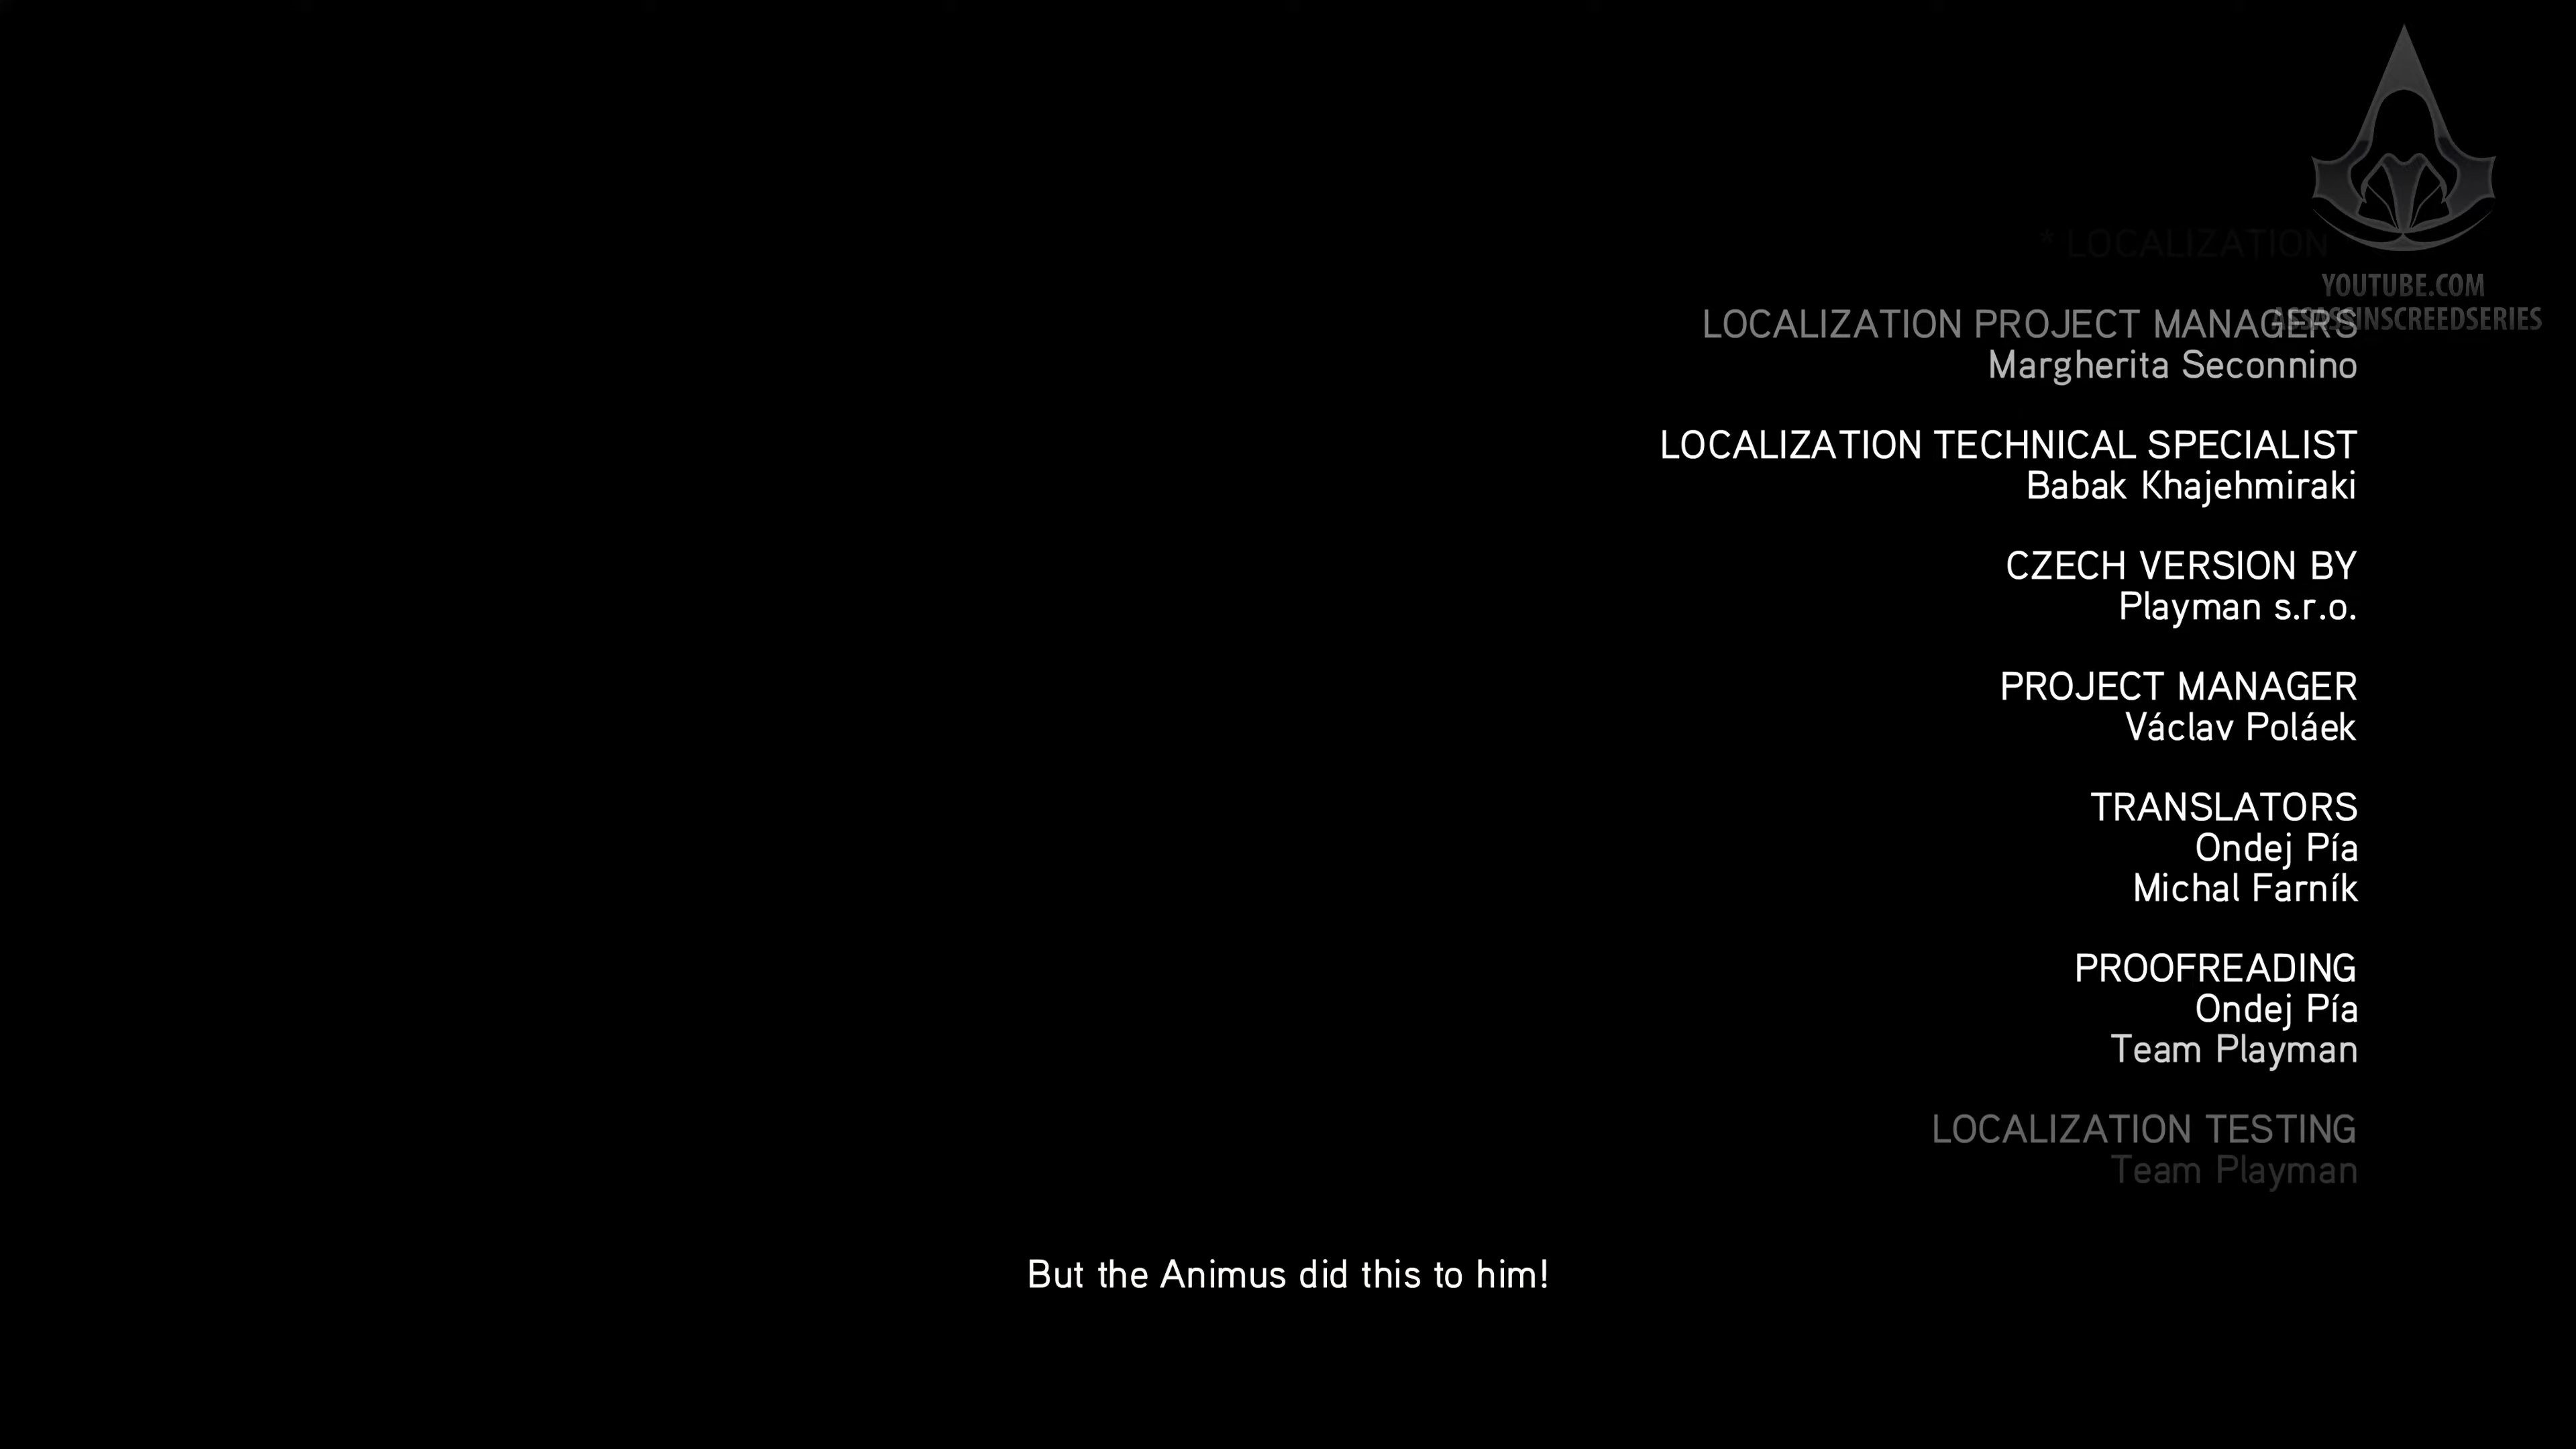 * LOCALIZATION
YOUTUBE.COM
ASSASSINSCREEDSERIES
LOCALIZATION PROJECT MANAGERS
Margherita Seconnino
LOCALIZATION TECHNICAL SPECIALIST
Babak Khajehmiraki
CZECH VERSION BY
Playman s.r.o.
PROJECT MANAGER
Václav Poláek
TRANSLATORS
Ondej Pía
Michal Farník
PROOFREADING
Ondej Pía
Team Playman
LOCALIZATION TESTING
Team Playman
But the Animus did this to him!